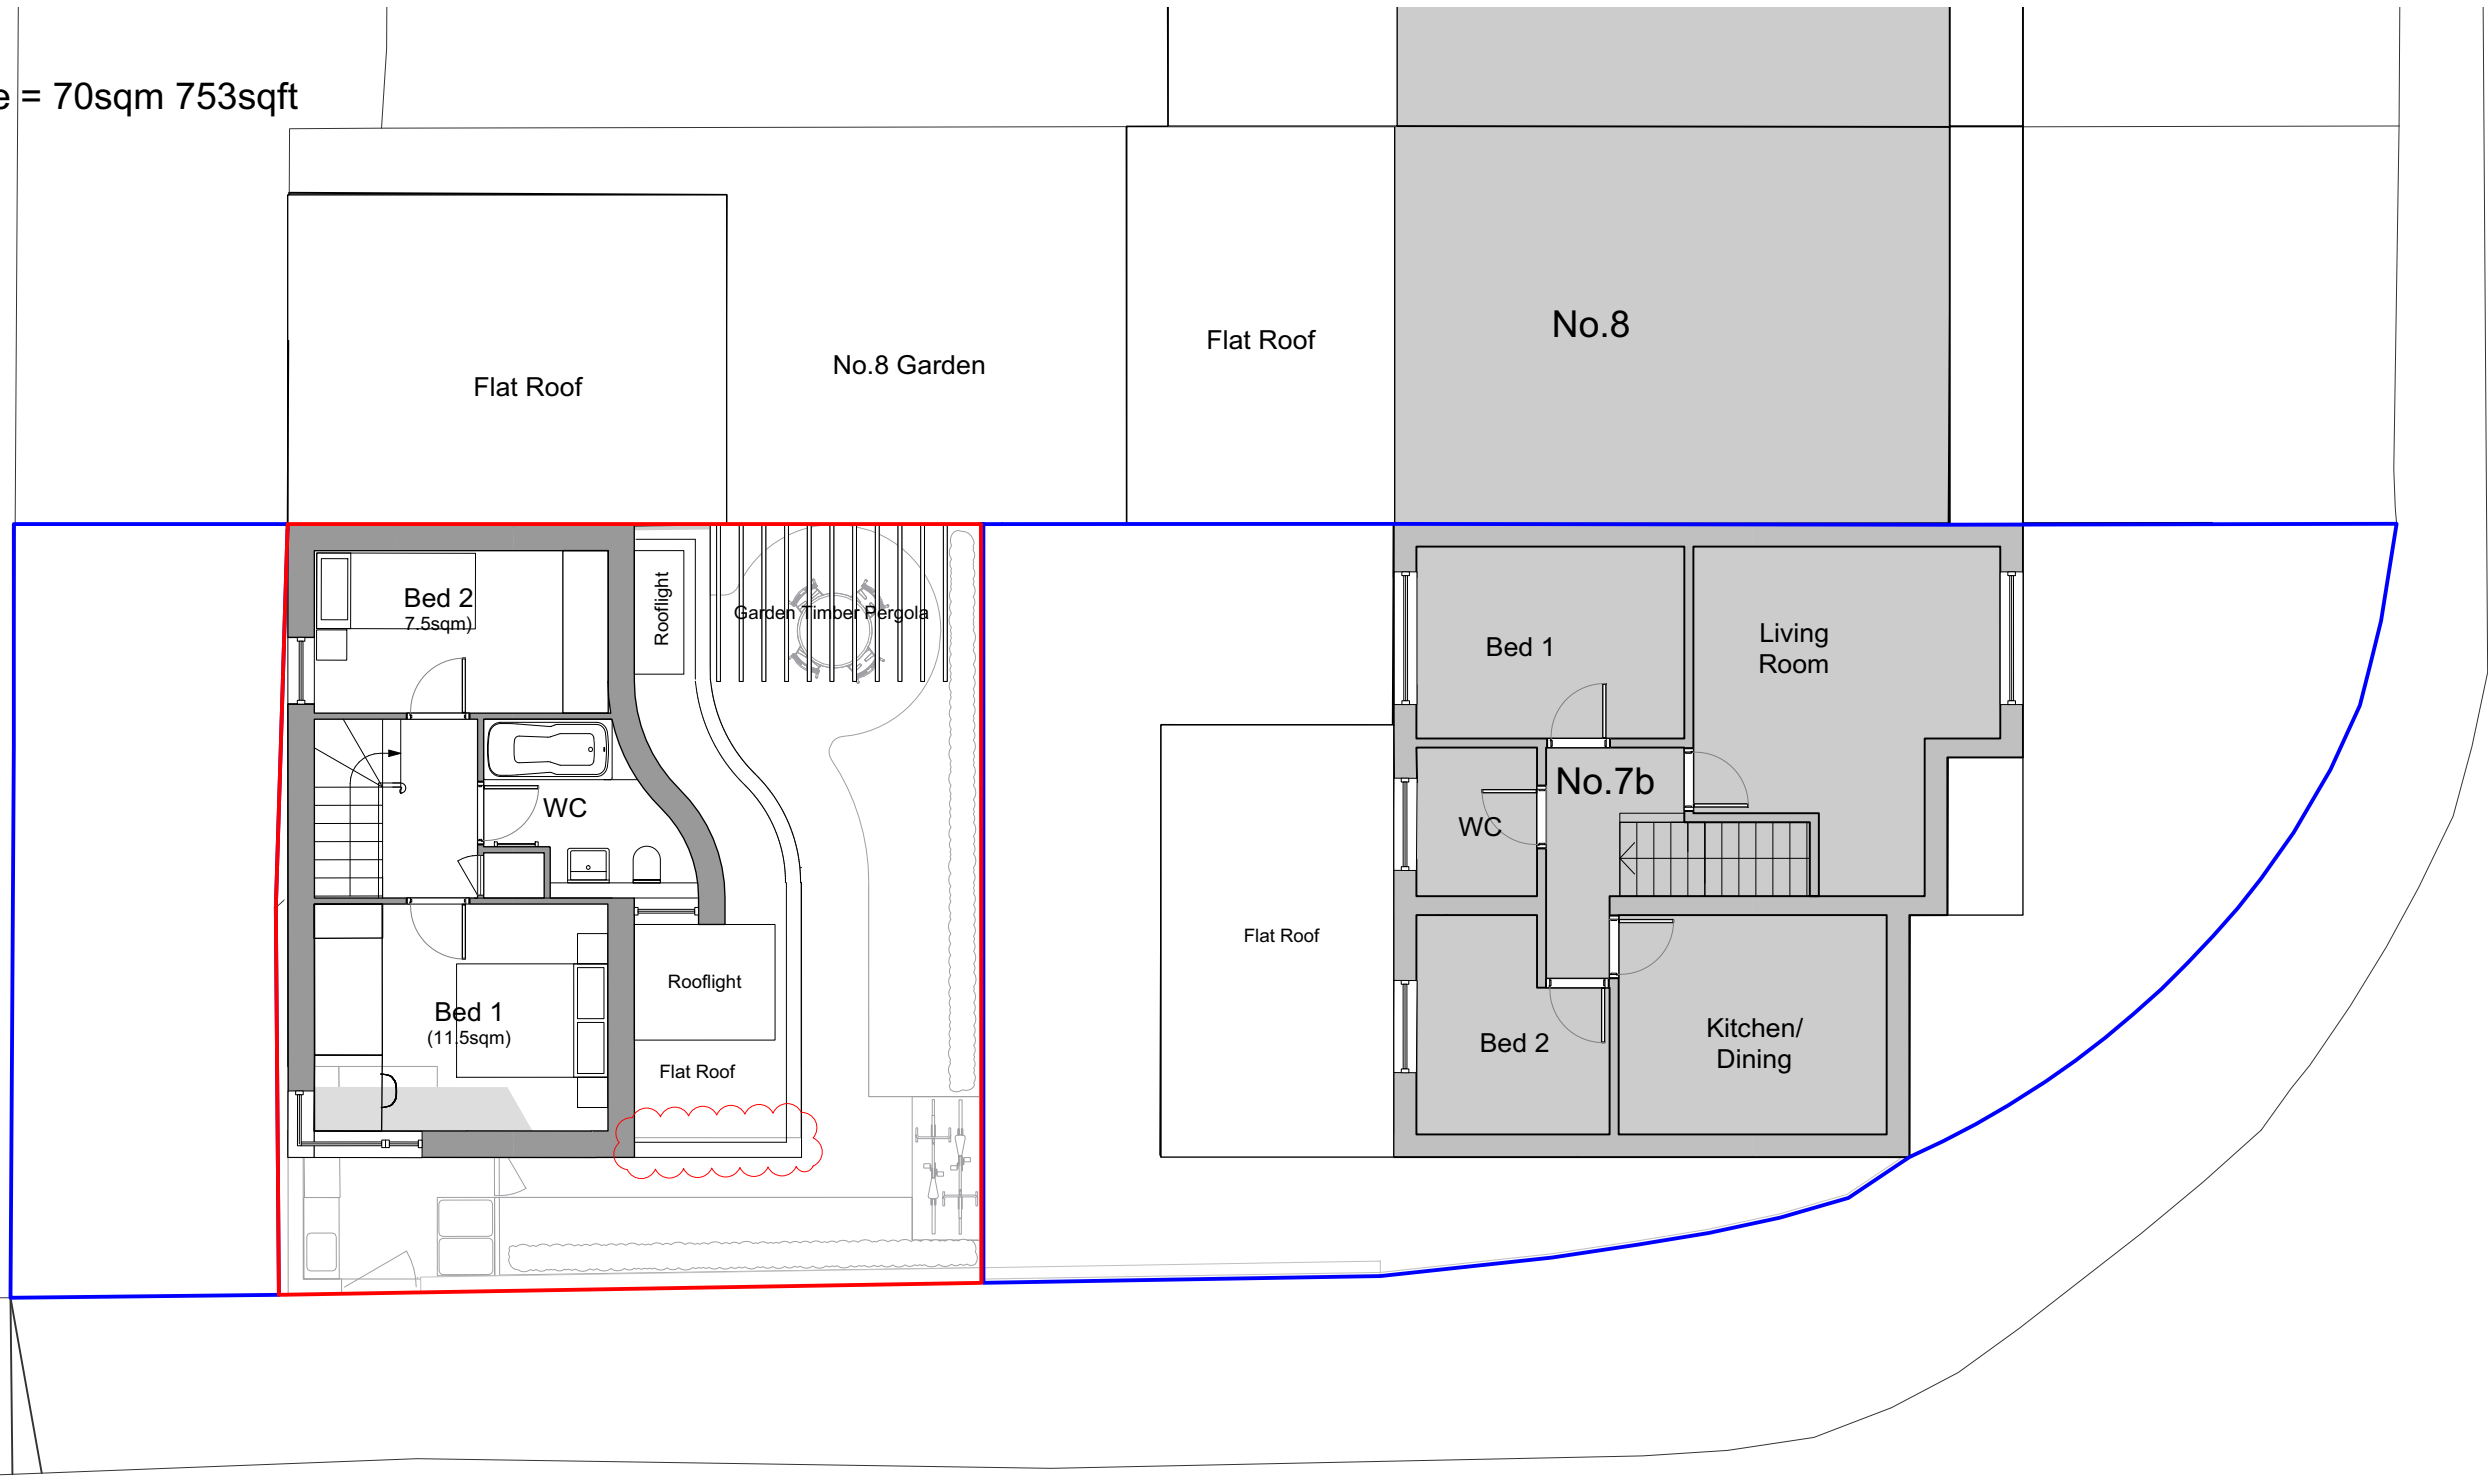 = 70sqm 753sqft
No.8
Flat Roof
No.8 Garden
Flat Roof
Bed 2
7.5sqm)
Rooflight
Garden Timber Pergola
Bed 1
Living
Room
No.7b
WC
WC
Flat Roof
Rooflight
Bed 1
(11.5sqm)
Flat Roof
Bed 2
Kitchen/
Dining